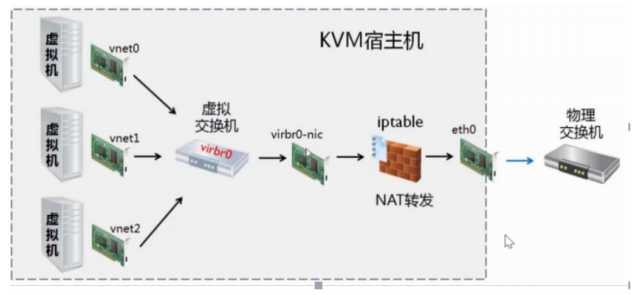 KVM宿主机
虚拟机
vnet0
虚拟机
vnet1
虚拟机
vnet2
虚拟
交换机
virbr0
virbr0-nic
iptable
NAT转发
eth0
物理
交换机